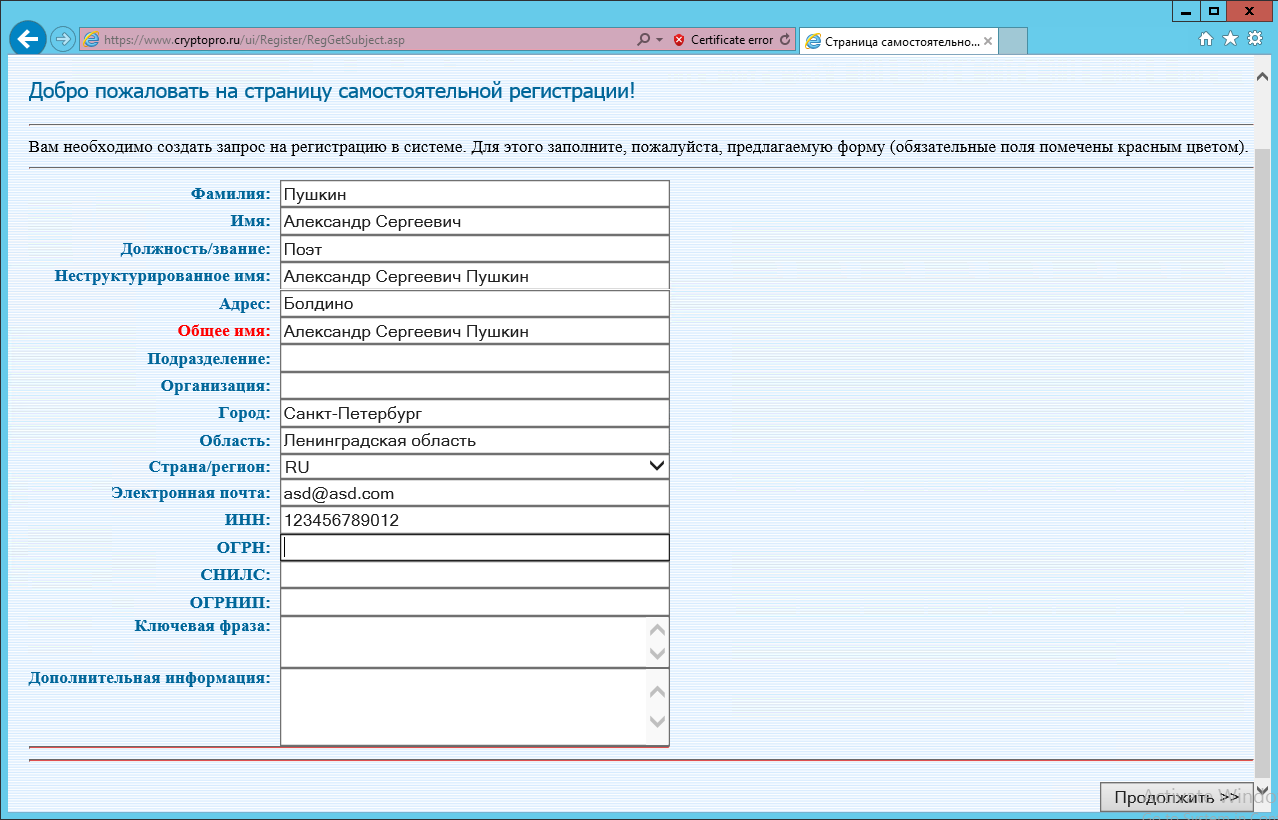 https://www.cryptopro.ru/ui/Register/RegGetSubject.asp
Certificate error
Страница самостоятельно...
Добро пожаловать на страницу самостоятельной регистрации!
Вам необходимо создать запрос на регистрацию в системе. Для этого заполните, пожалуйста, предлагаемую форму (обязательные поля помечены красным цветом).
Фамилия: Пушкин
Имя: Александр Сергеевич
Должность/звание: Поэт
Неструктурированное имя: Александр Сергеевич Пушкин
Адрес: Болдино
Общее имя: Александр Сергеевич Пушкин
Подразделение:
Организация:
Город: Санкт-Петербург
Область: Ленинградская область
Страна/регион: RU
Электронная почта: asd@asd.com
ИНН: 123456789012
ОГРН:
СНИЛС:
ОГРНИП:
Ключевая фраза:
Дополнительная информация:
Продолжить >>